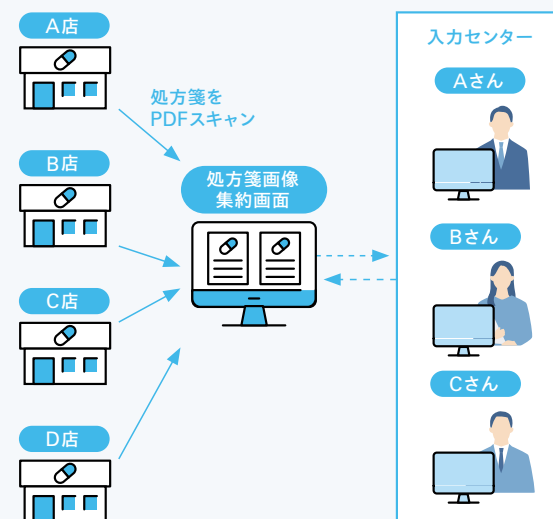 A店
処方箋を
PDFスキャン
B店
処方箋画像
集約画面
C店
D店
入力センター
Aさん
Bさん
Cさん